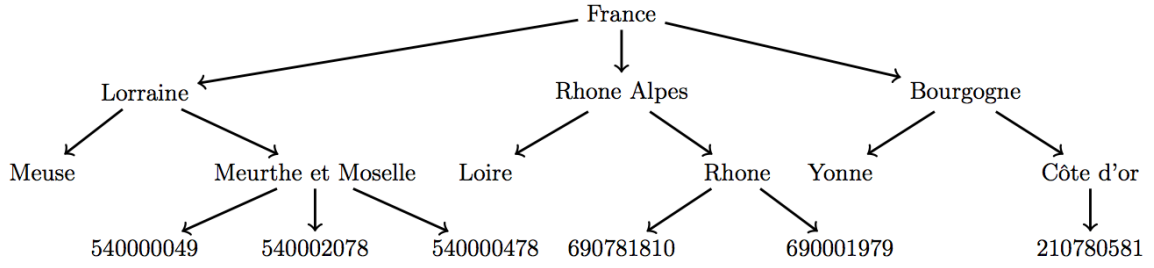 France
Lorraine Rhone Alpes Bourgogne
Meuse Meurthe et Moselle Loire Rhone Yonne Côte d'or
540000049 540002078 540000478 690781810 690001979 210780581